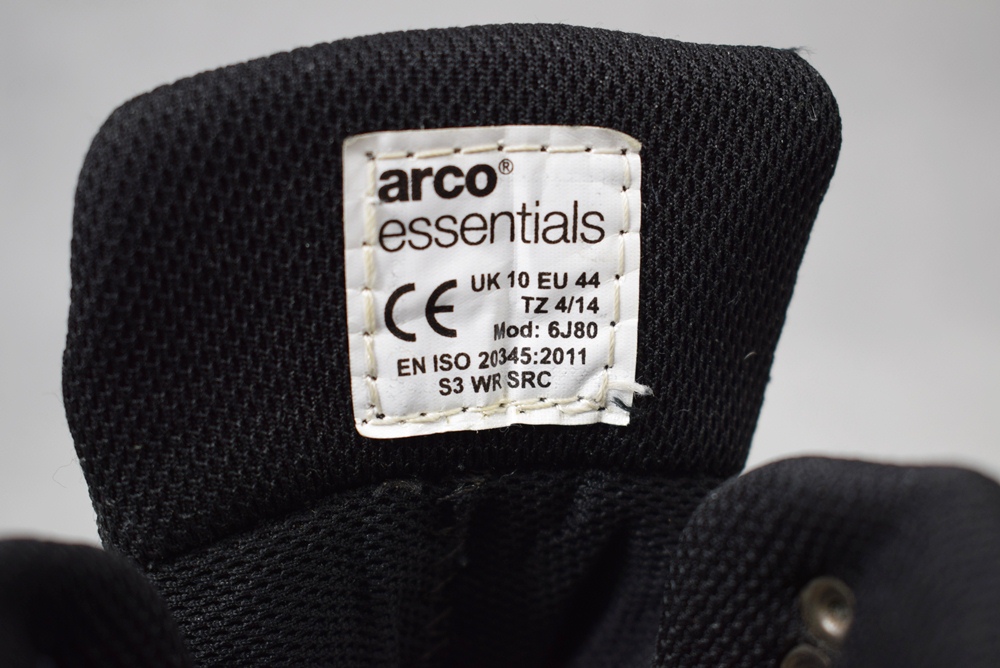 arco®
essentials
CE UK 10 EU 44
TZ 4/14
Mod: 6J80
EN ISO 20345:2011
S3 WR SRC